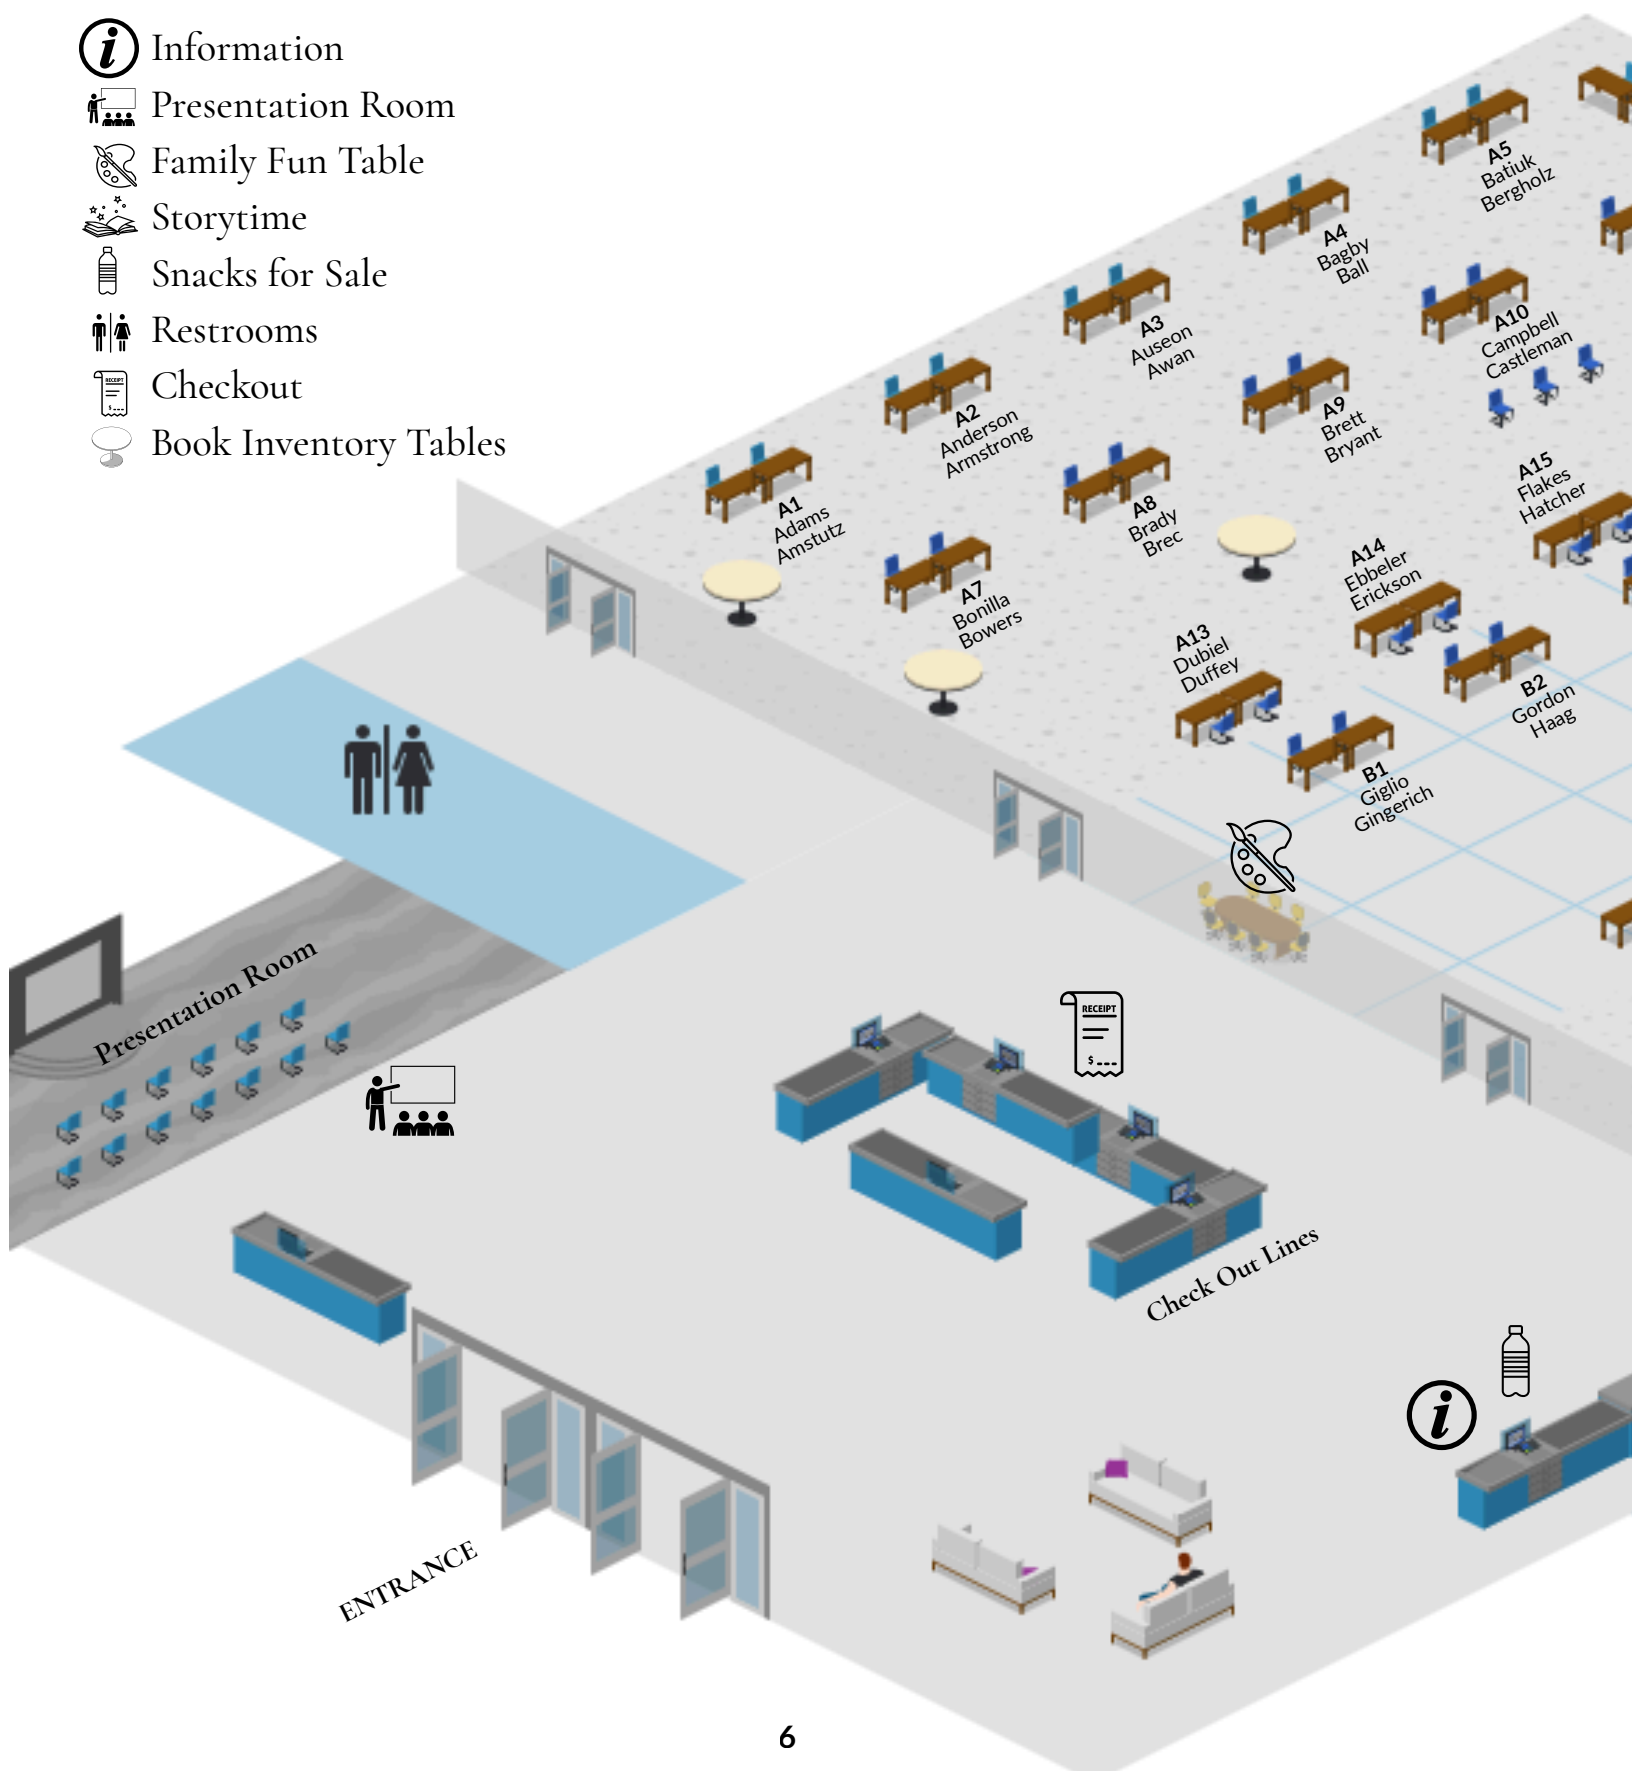 Information
Presentation Room
Family Fun Table
Storytime
Snacks for Sale
Restrooms
RECEIPT
$
Checkout
Book Inventory Tables
A5
Batiuk
Bergholz
A4
Bagby
Ball
A3
Auseon
Awan
A2
Anderson
Armstrong
A1
Adams
Amstutz
A10
Campbell
Castleman
A9
Brett
Bryant
A8
Brady
Brec
A7
Bonilla
Bowers
A15
Flakes
Hatcher
A14
Ebbeler
Erickson
A13
Dubiel
Duffey
B2
Gordon
Haag
B1
Giglio
Gingerich
Presentation Room
RECEIPT
$
Check Out Lines
ENTRANCE
6